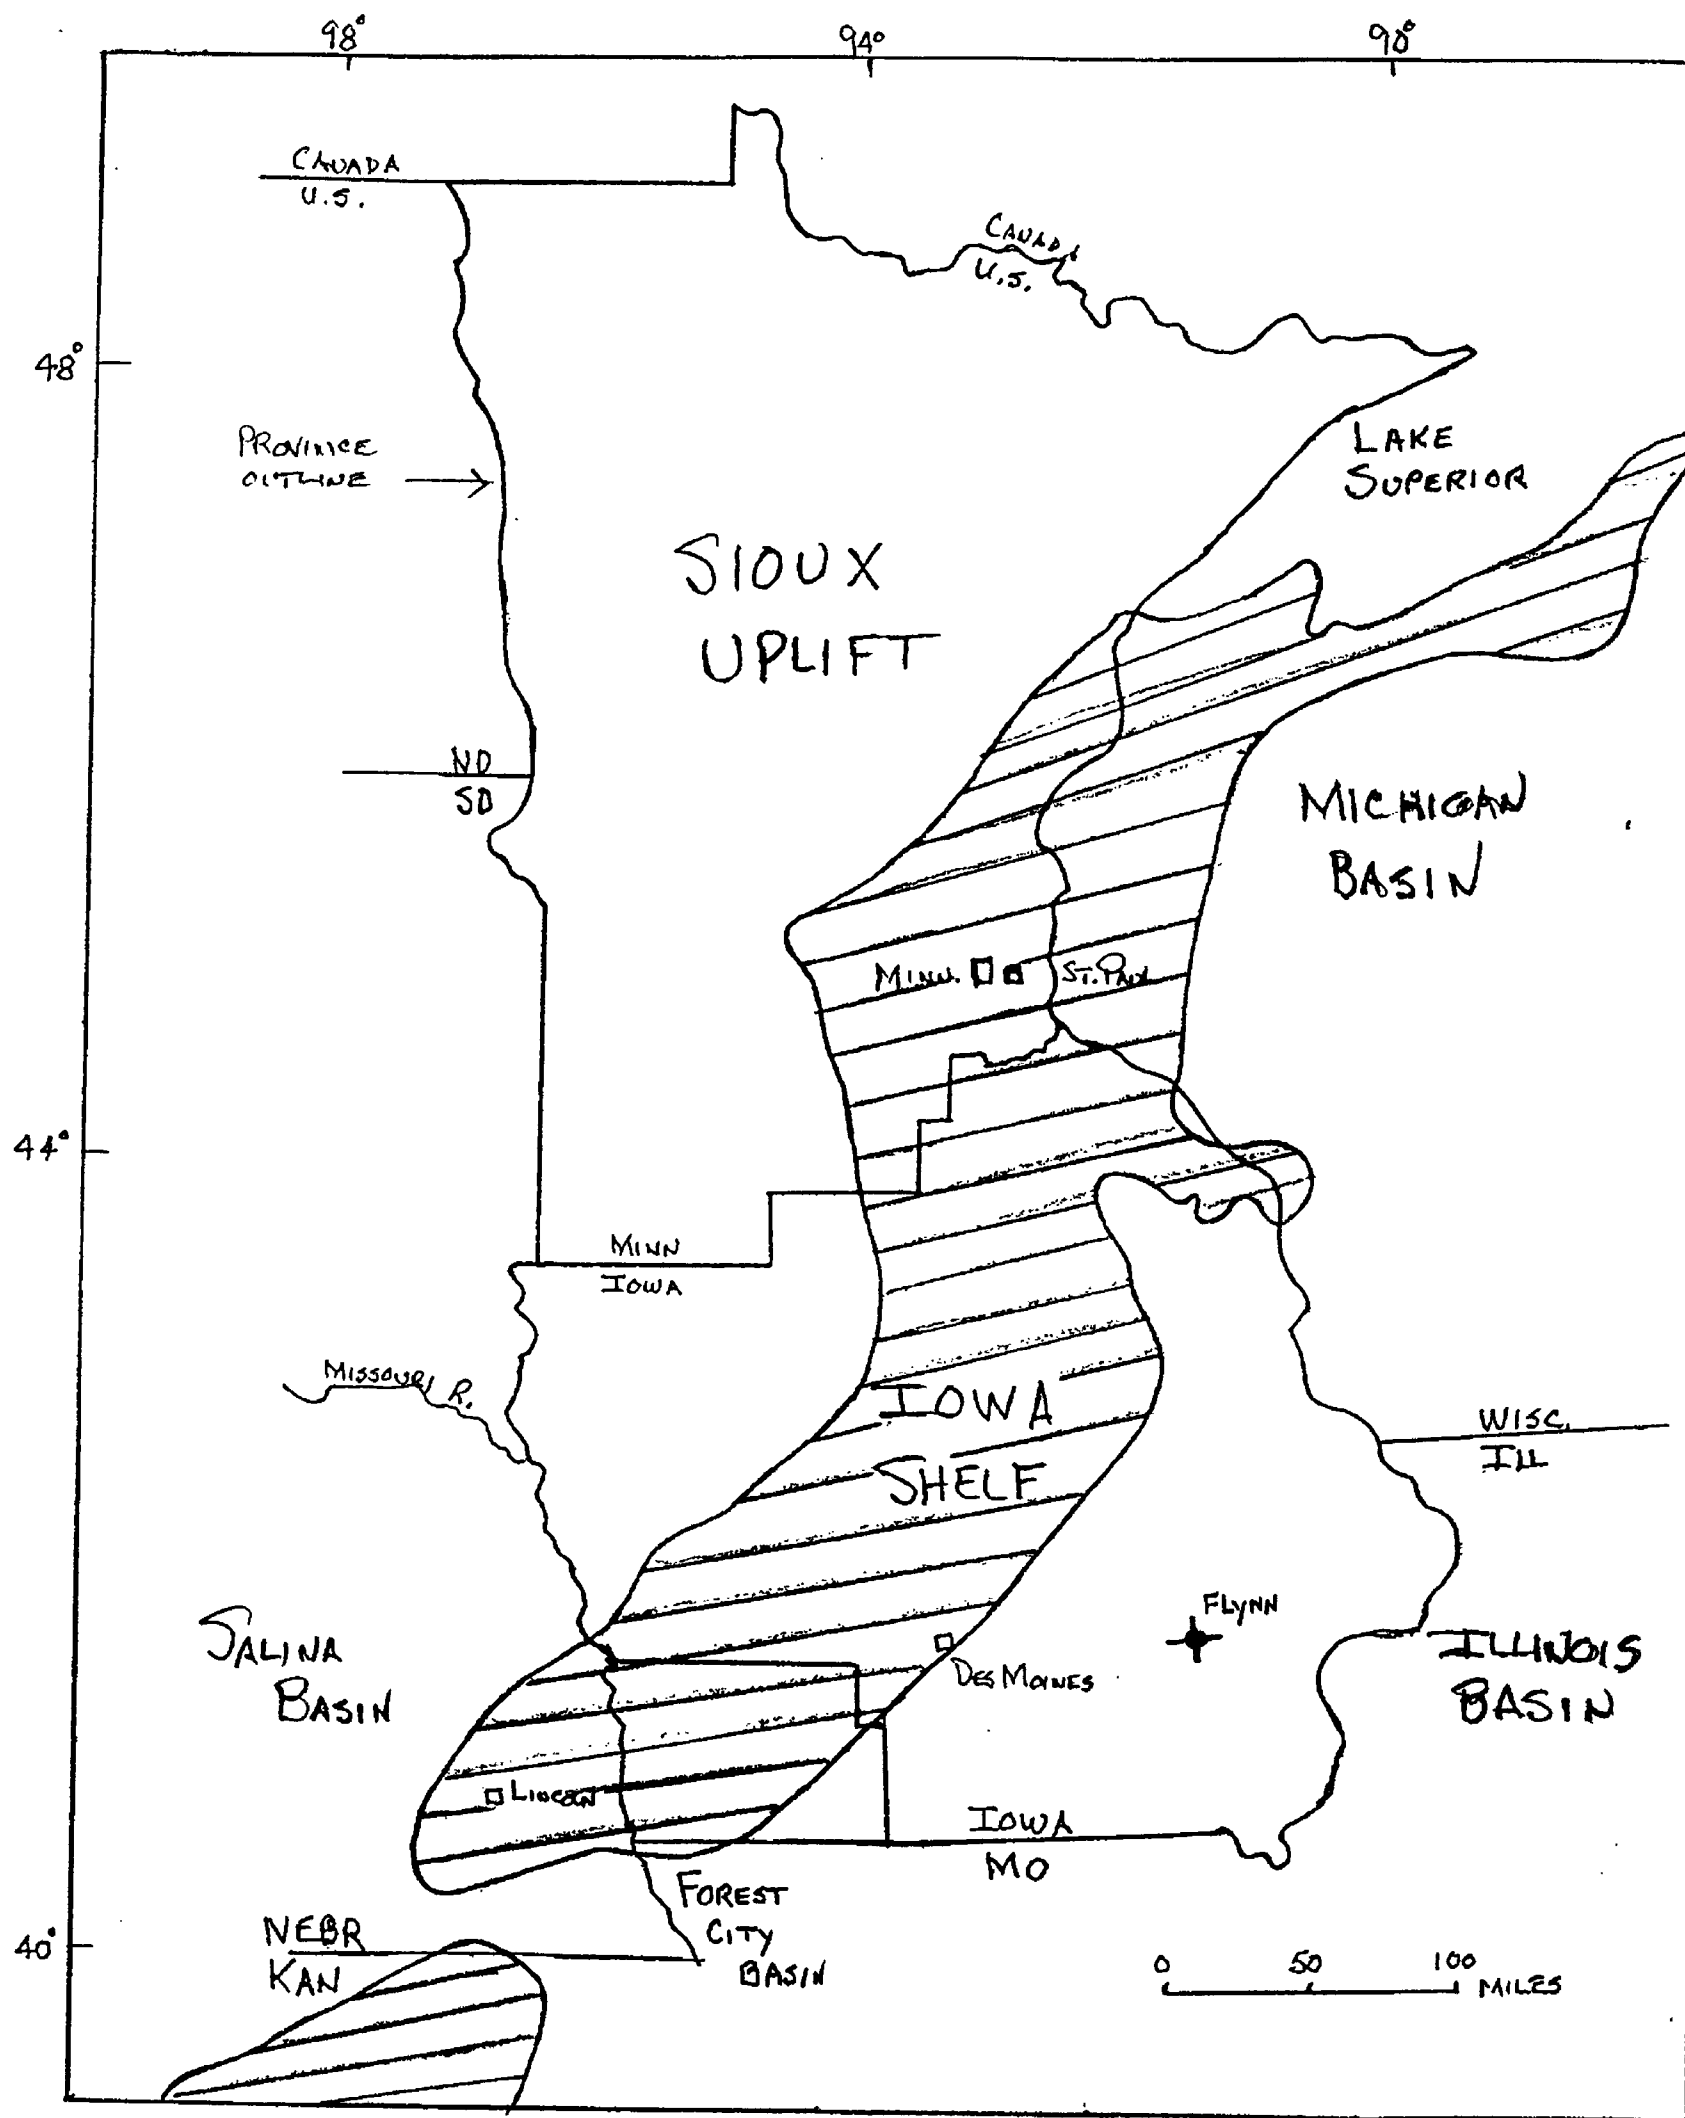 98°
94°
90°
CANADA
U.S.
CANADA
U.S.
48°
PROVINCE
OUTLINE
LAKE
SUPERIOR
SIOUX
UPLIFT
ND
SD
MICHIGAN
BASIN
MINN.
ST. PAUL
44°
MINN
IOWA
MISSOURI R.
IOWA
SHELF
WISC.
ILL
FLYNN
SALINA
BASIN
DES MOINES
ILLINOIS
BASIN
LINCOLN
IOWA
MO
FOREST
CITY
BASIN
NEBR
KAN
40°
0 50 100
MILES